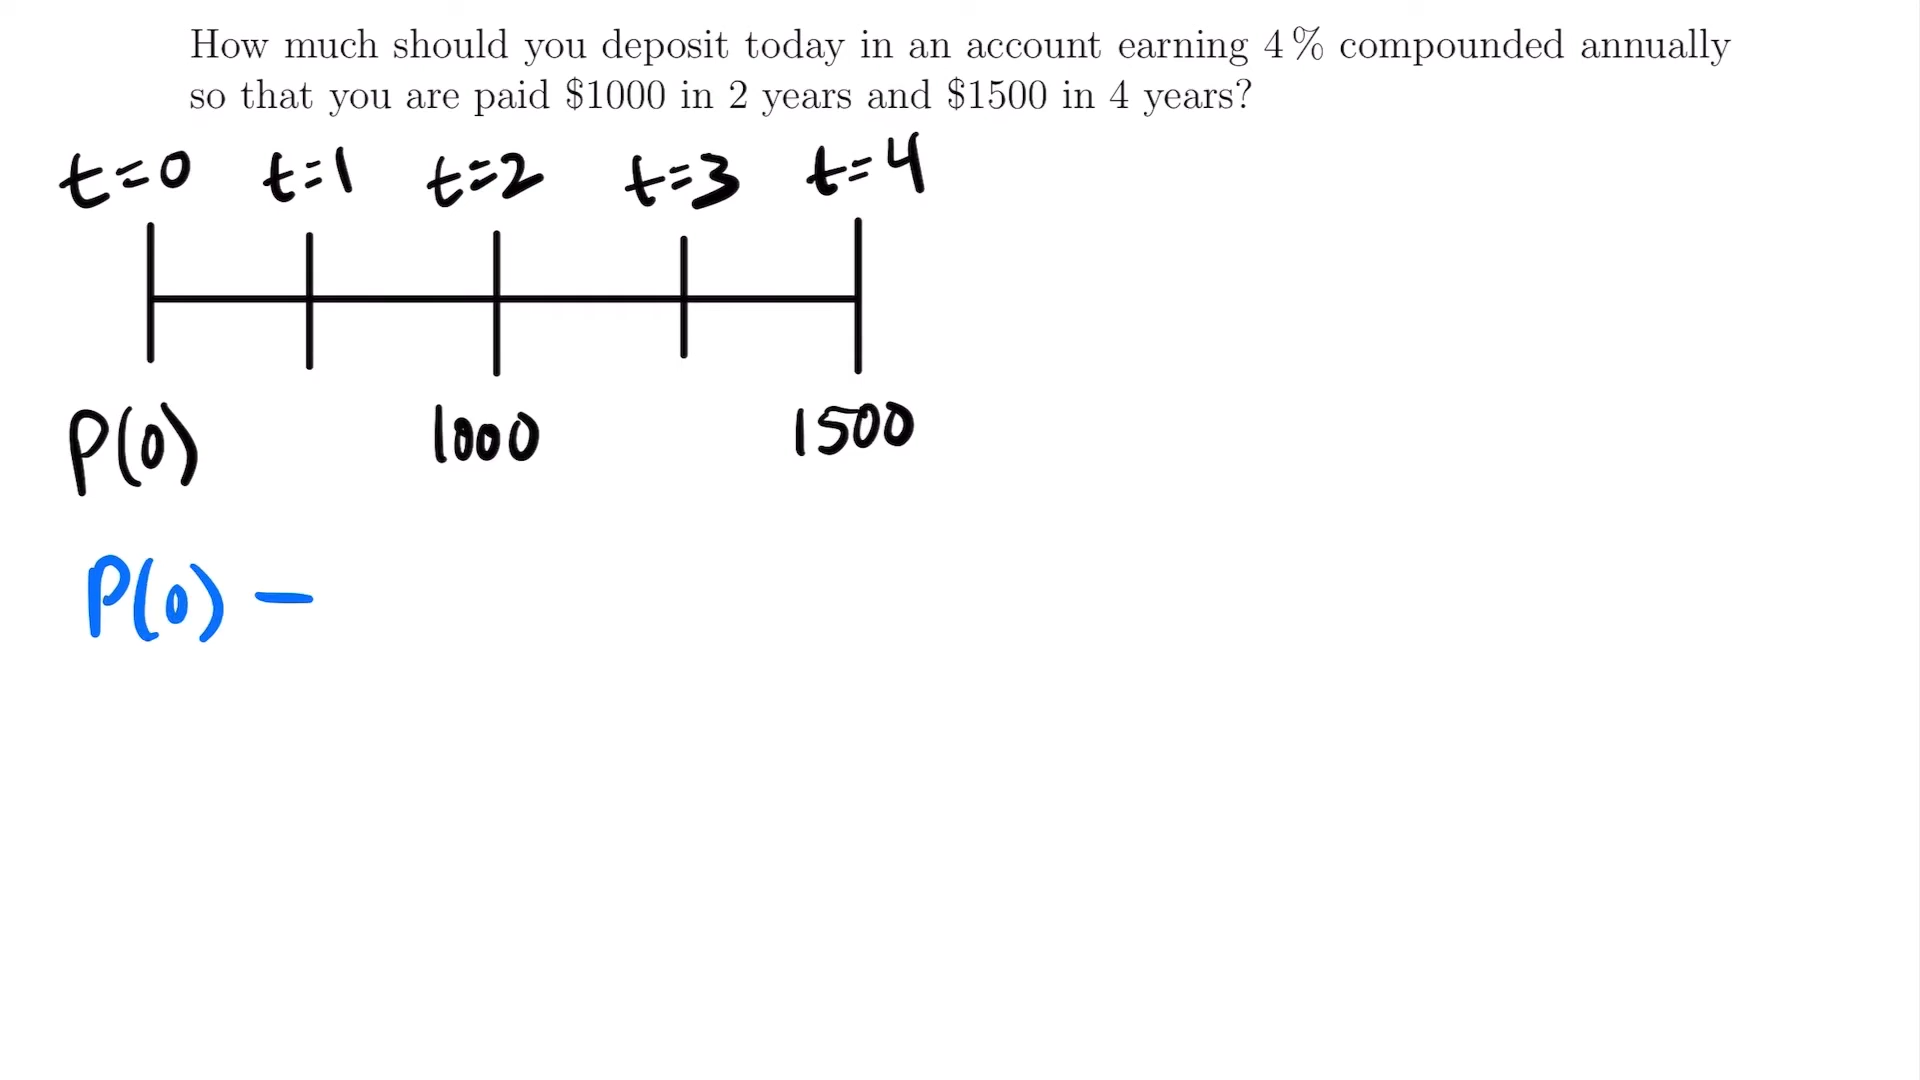 How much should you deposit today in an account earning 4 % compounded annually
so that you are paid $1000 in 2 years and $1500 in 4 years?
t=0 t=1 t=2 t=3 t=4
P(0) 1000 1500
P(0) –